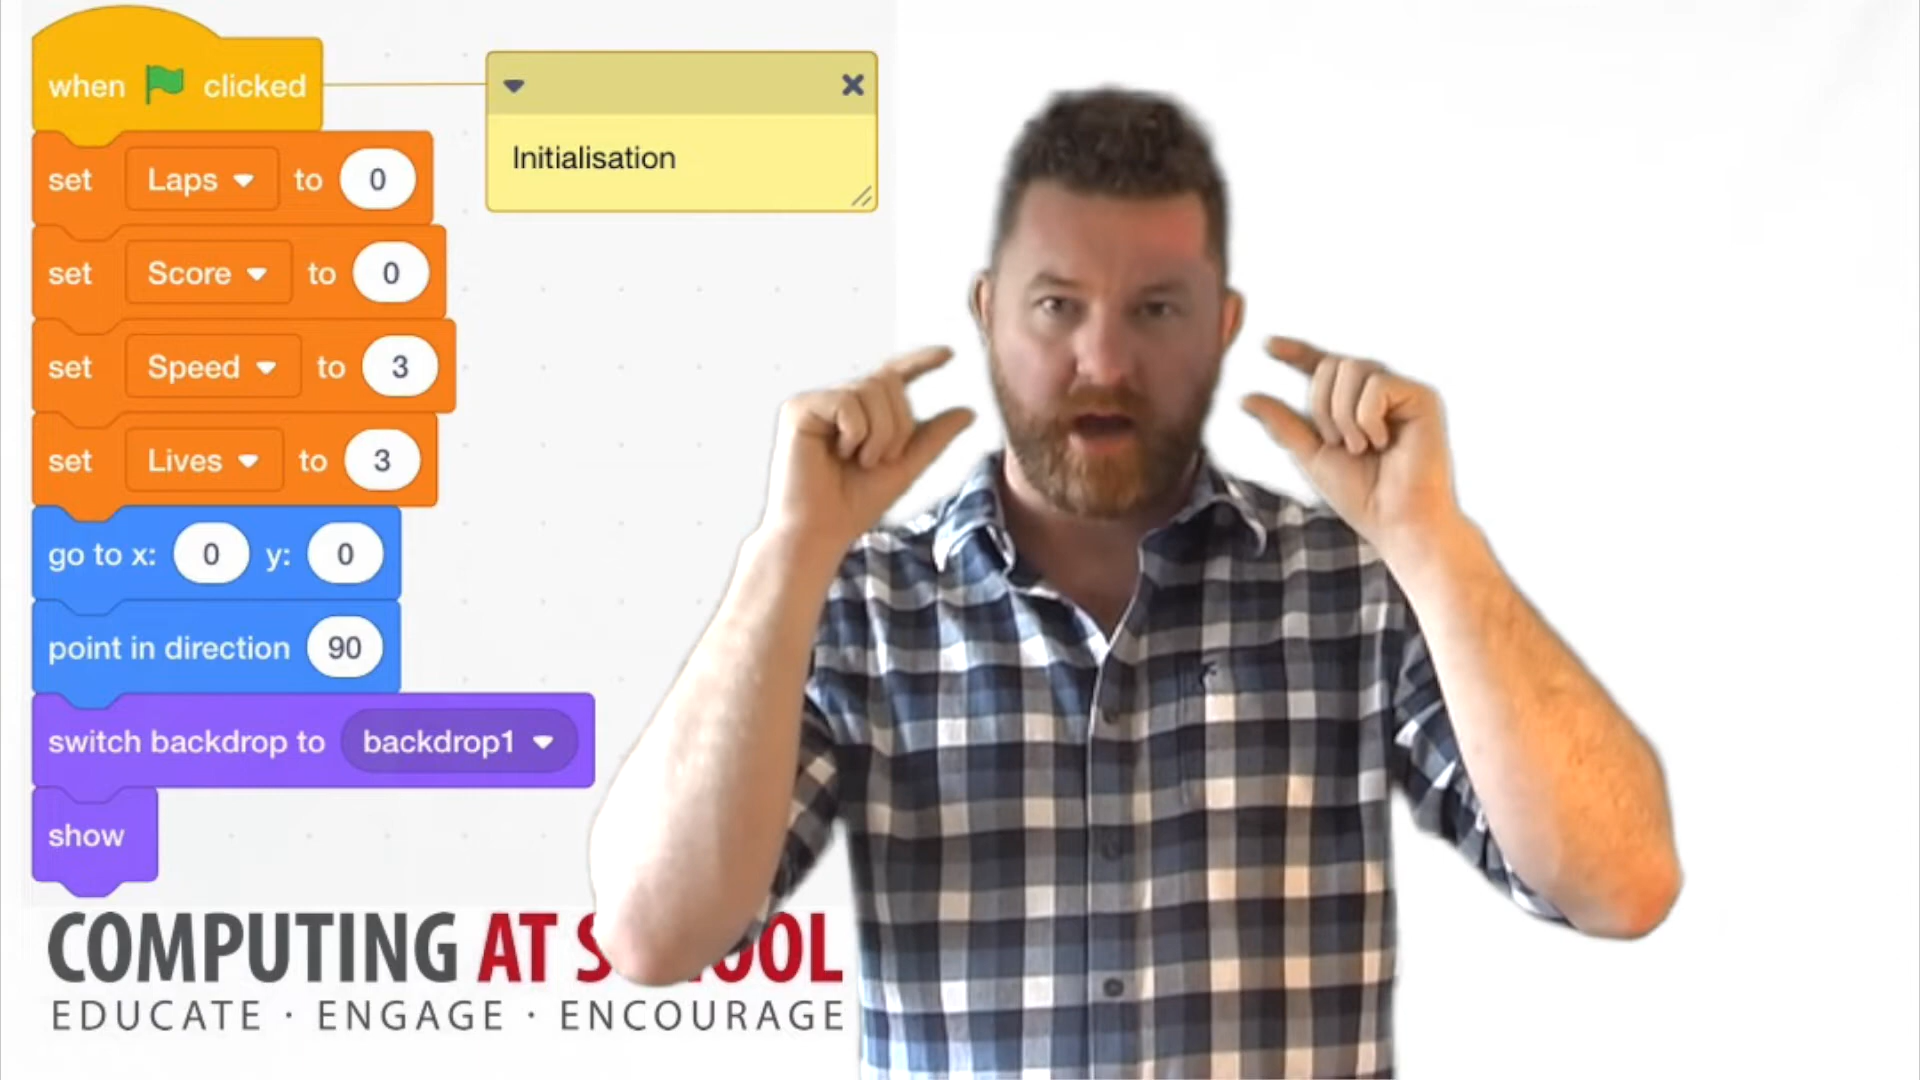 when clicked
Initialisation
set Laps to 0
set Score to 0
set Speed to 3
set Lives to 3
go to x: 0 y: 0
point in direction 90
switch backdrop to backdrop1
show
COMPUTING AT
EDUCATE · ENGAGE · ENCOURAGE